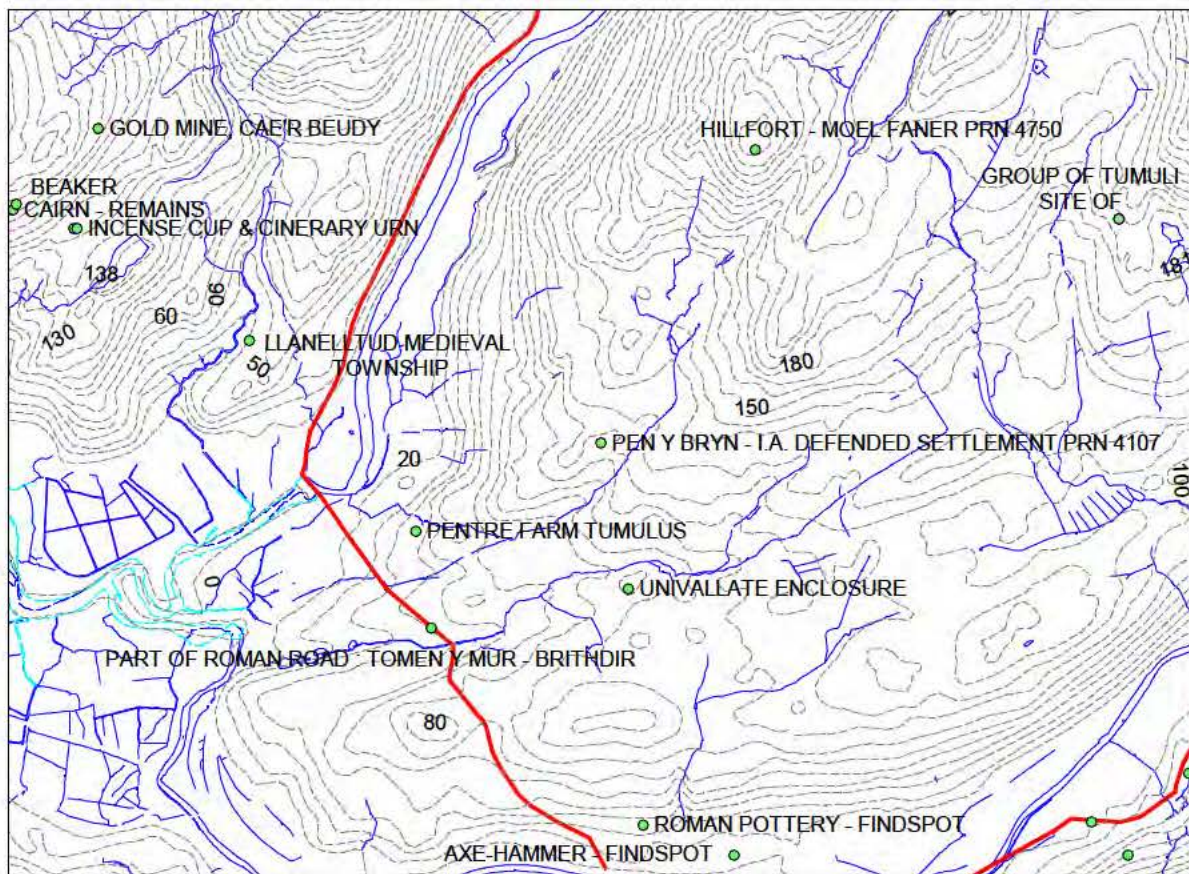 GOLD MINE, CAE'R BEUDY
HILLFORT - MOEL FANER PRN 4750
BEAKER
CAIRN - REMAINS
INCENSE CUP & CINERARY URN
GROUP OF TUMULI
SITE OF
138
90
60
130
181
LLANELLTUD-MEDIEVAL
TOWNSHIP
50
180
150
20
PEN Y BRYN - I.A. DEFENDED SETTLEMENT PRN 4107
100
PENTRE FARM TUMULUS
0
UNIVALLATE ENCLOSURE
PART OF ROMAN ROAD TOMEN Y MUR - BRITHDIR
80
ROMAN POTTERY - FINDSPOT
AXE-HAMMER - FINDSPOT